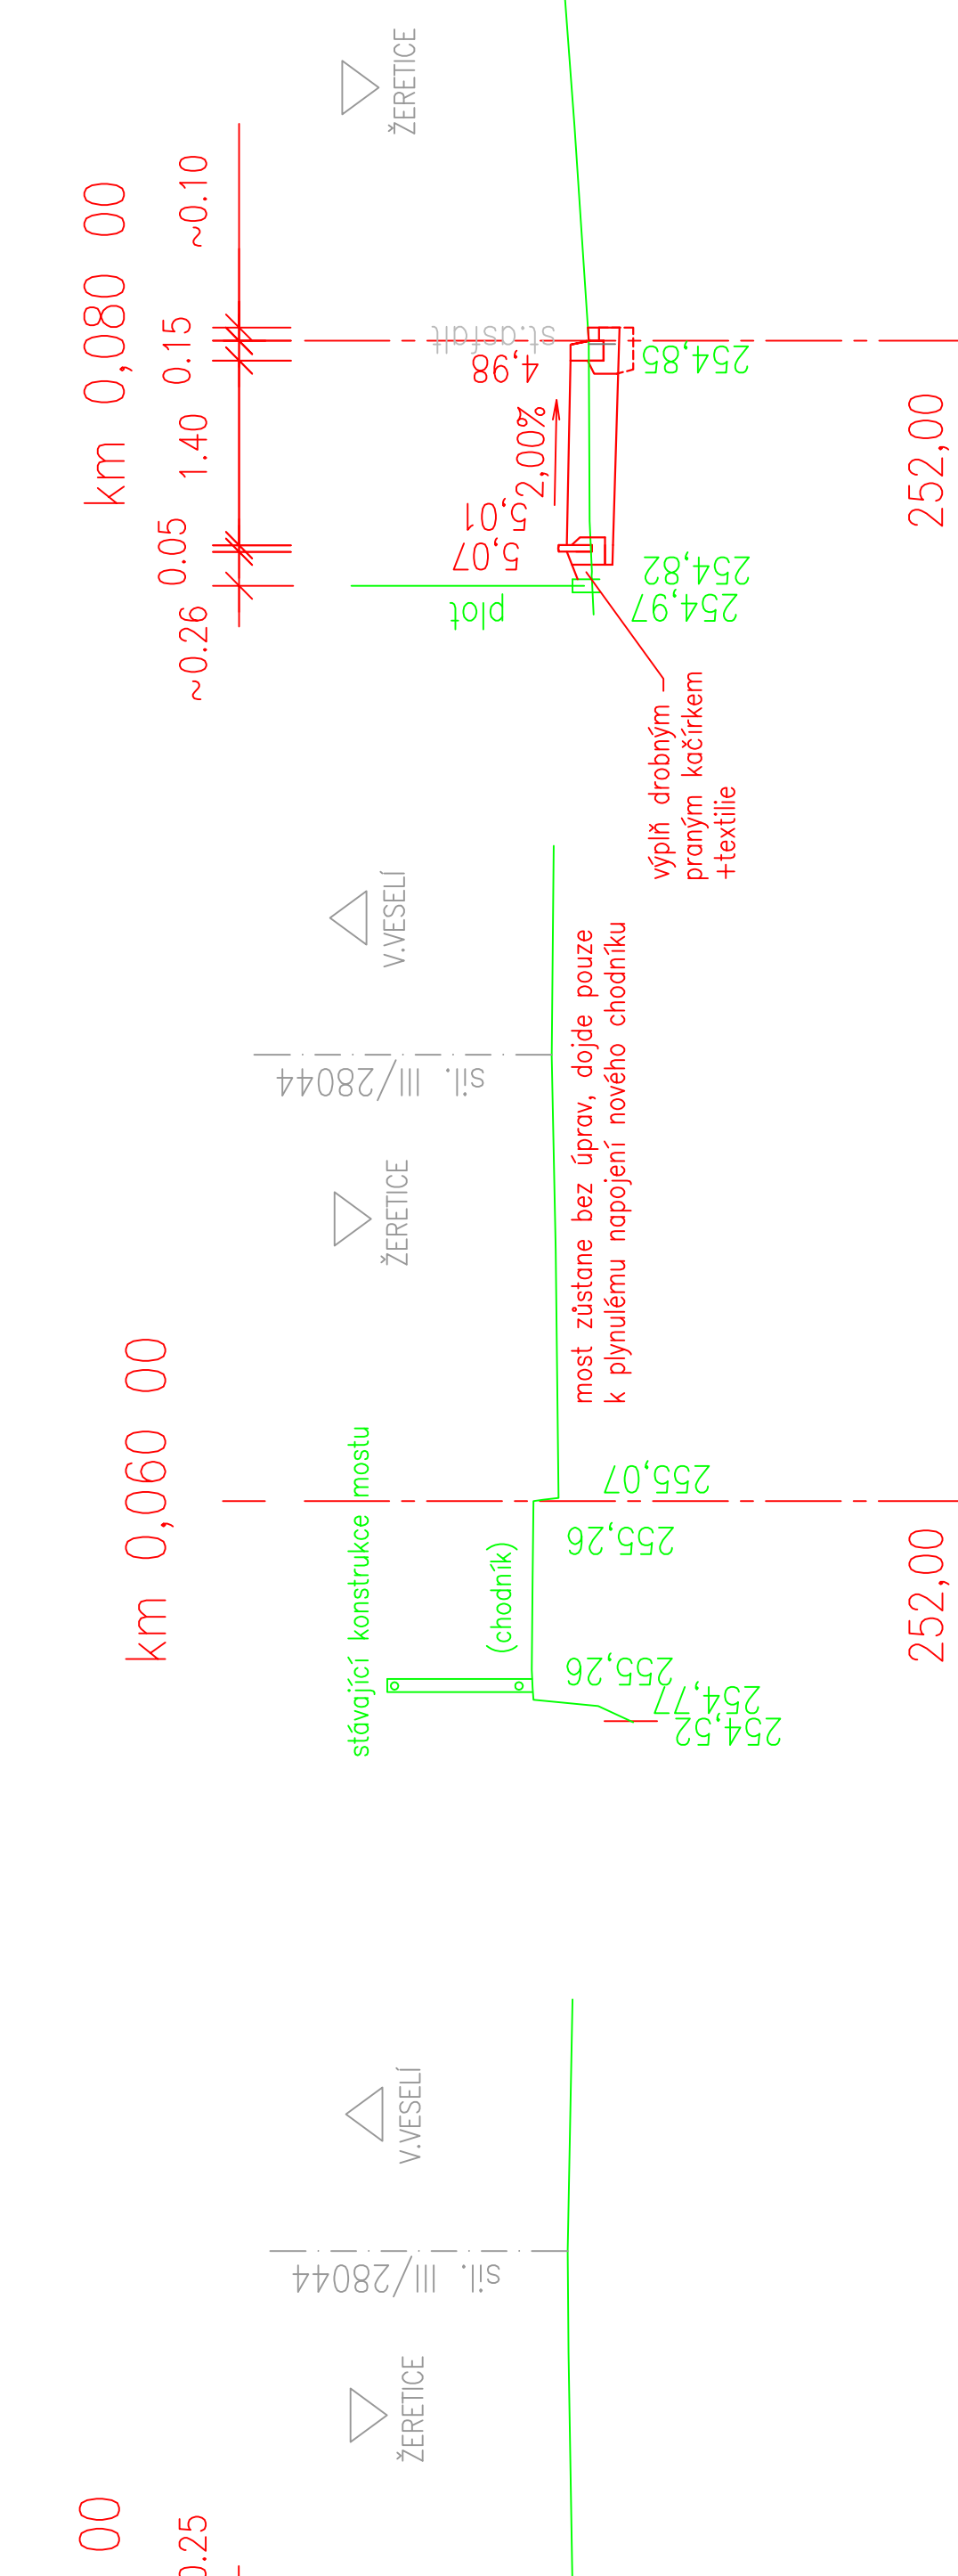 ŽERETICE
km 0,080 00
~0.10
0.15
1.40
0.05
~0.26
st.asfalt
4,98
2,00%
5,01
5,07
plot
254,85
254,82
254,97
252,00
výplň drobným
praným kačírkem
+textilie
V.VESELÍ
sil. III/28044
ŽERETICE
most zůstane bez úprav, dojde pouze
k plynulému napojení nového chodníku
km 0,060 00
stávající konstrukce mostu
(chodník)
255,07
255,26
255,26
254,77
254,52
252,00
V.VESELÍ
sil. III/28044
ŽERETICE
00
0.25